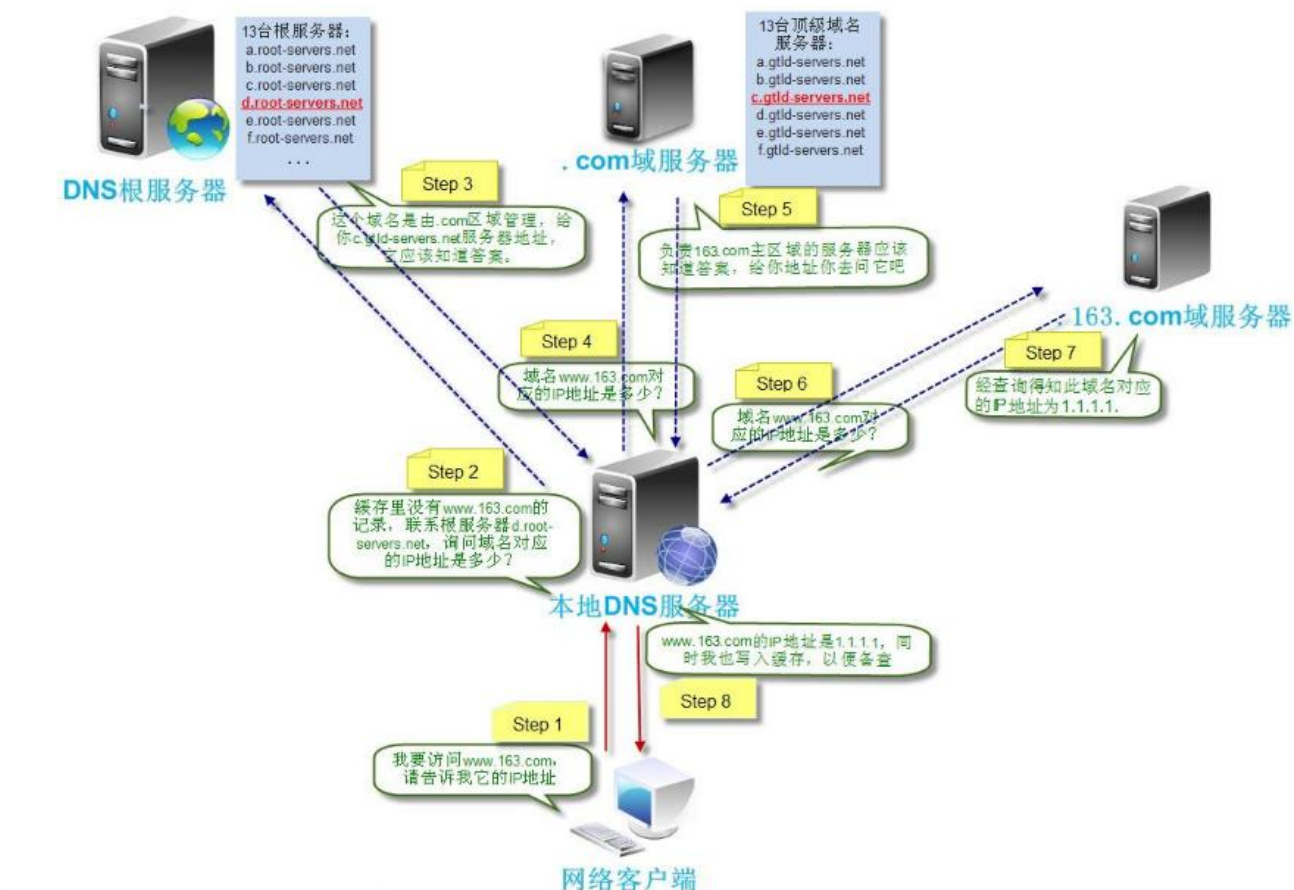 13台根服务器：
a.root-servers.net
b.root-servers.net
c.root-servers.net
d.root-servers.net
e.root-servers.net
f.root-servers.net
...
DNS根服务器
13台顶级域名
服务器：
a.gtld-servers.net
b.gtld-servers.net
c.gtld-servers.net
d.gtld-servers.net
e.gtld-servers.net
f.gtld-servers.net
.com域服务器
Step 3
这个域名是由.com区域管理，给
你c.gtld-servers.net服务器地址，
它应该知道答案。
Step 5
负责163.com主区域的服务器应该
知道答案，给你地址你去问它吧
.163.com域服务器
Step 4
域名www.163.com对
应的IP地址是多少？
Step 6
域名www.163.com对
应的IP地址是多少？
Step 7
经查询得知此域名对应
的IP地址为1.1.1.1.
Step 2
缓存里没有www.163.com的
记录，联系根服务器d.root-
servers.net，询问域名对应
的IP地址是多少？
本地DNS服务器
www.163.com的IP地址是1.1.1.1，同
时我也写入缓存，以便备查
Step 8
Step 1
我要访问www.163.com，
请告诉我它的IP地址
网络客户端